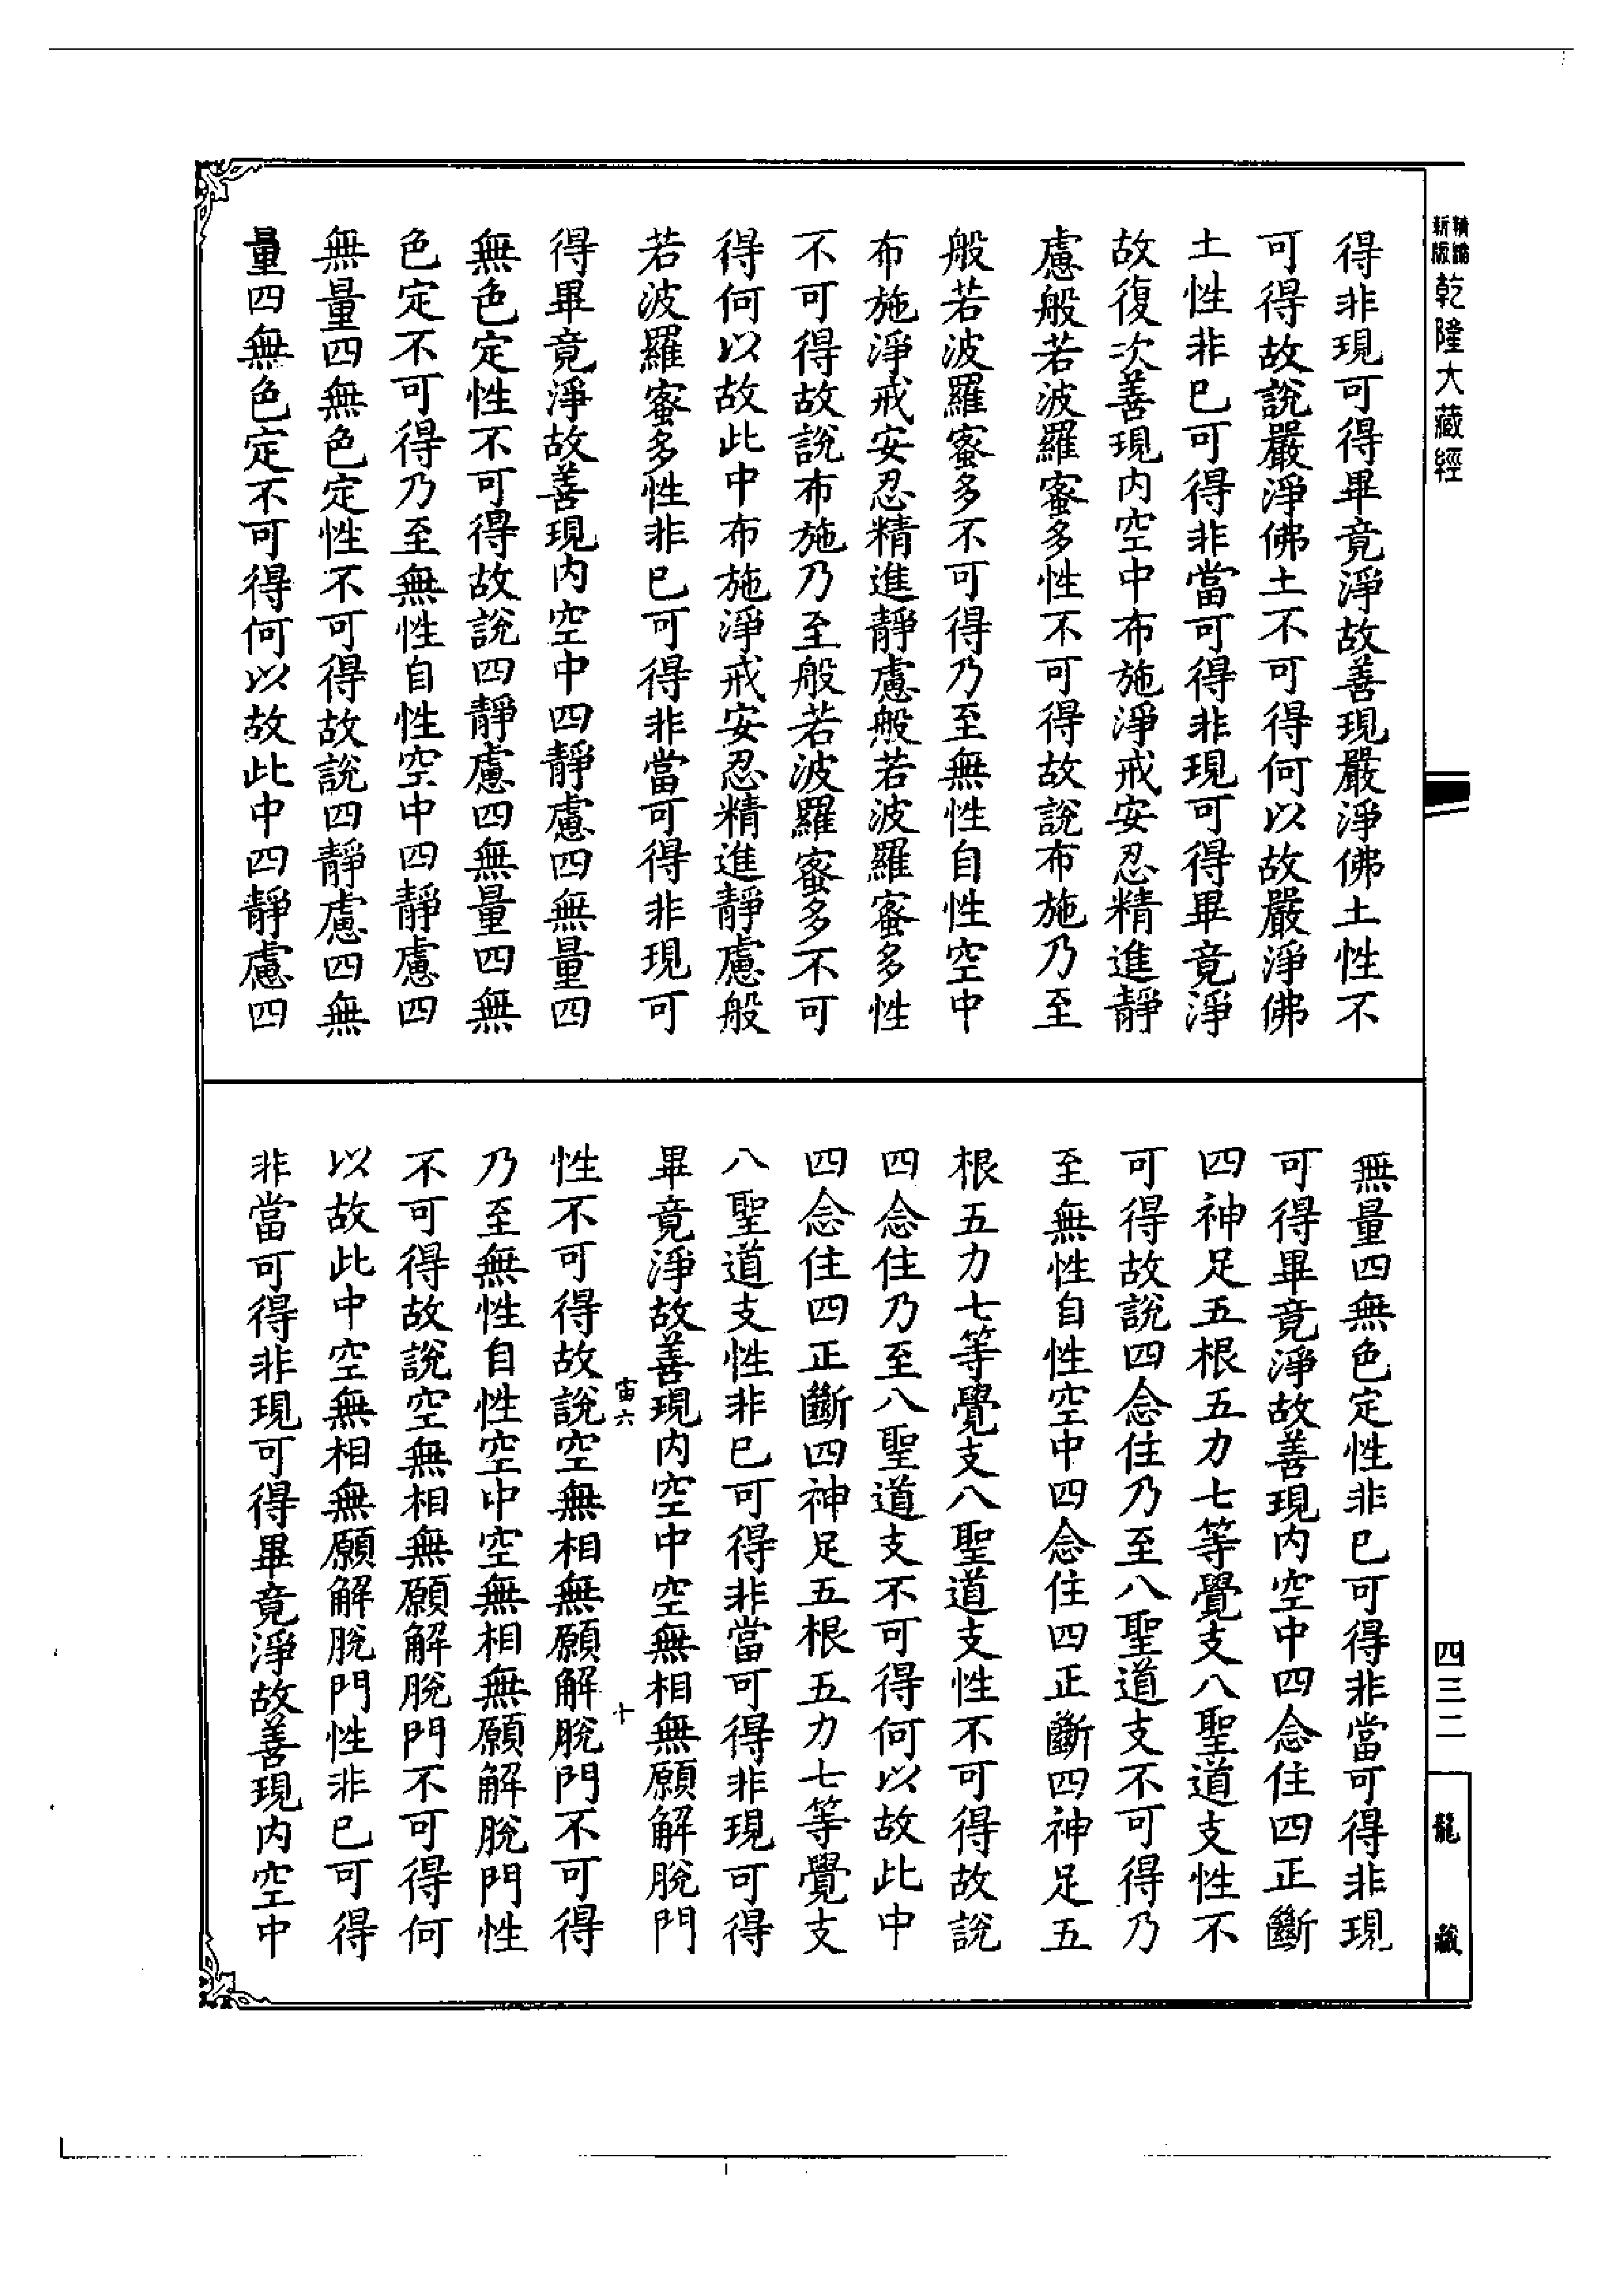 精編
新版
乾隆大藏經
四三二
龍藏
得非現可得畢竟淨故善現嚴淨佛土性不
可得故說嚴淨佛土不可得何以故嚴淨佛
土性非已可得非當可得非現可得畢竟淨
故復次善現內空中布施淨戒安忍精進靜
慮般若波羅蜜多性不可得故說布施乃至
般若波羅蜜多不可得乃至無性自性空中
布施淨戒安忍精進靜慮般若波羅蜜多性
不可得故說布施乃至般若波羅蜜多不可
得何以故此中布施淨戒安忍精進靜慮般
若波羅蜜多性非已可得非當可得非現可
得畢竟淨故善現內空中四靜慮四無量四
無色定性不可得故說四靜慮四無量四無
色定不可得乃至無性自性空中四靜慮四
無量四無色定性不可得故說四靜慮四無
量四無色定不可得何以故此中四靜慮四
無量四無色定性非已可得非當可得非現
可得畢竟淨故善現內空中四念住四正斷
四神足五根五力七等覺支八聖道支性不
可得故說四念住乃至八聖道支不可得乃
至無性自性空中四念住四正斷四神足五
根五力七等覺支八聖道支性不可得故說
四念住乃至八聖道支不可得何以故此中
四念住四正斷四神足五根五力七等覺支
八聖道支性非已可得非當可得非現可得
畢竟淨故善現內空中空無相無願解脫門
宙六 十
性不可得故說空無相無願解脫門不可得
乃至無性自性空中空無相無願解脫門性
不可得故說空無相無願解脫門不可得何
以故此中空無相無願解脫門性非已可得
非當可得非現可得畢竟淨故善現內空中